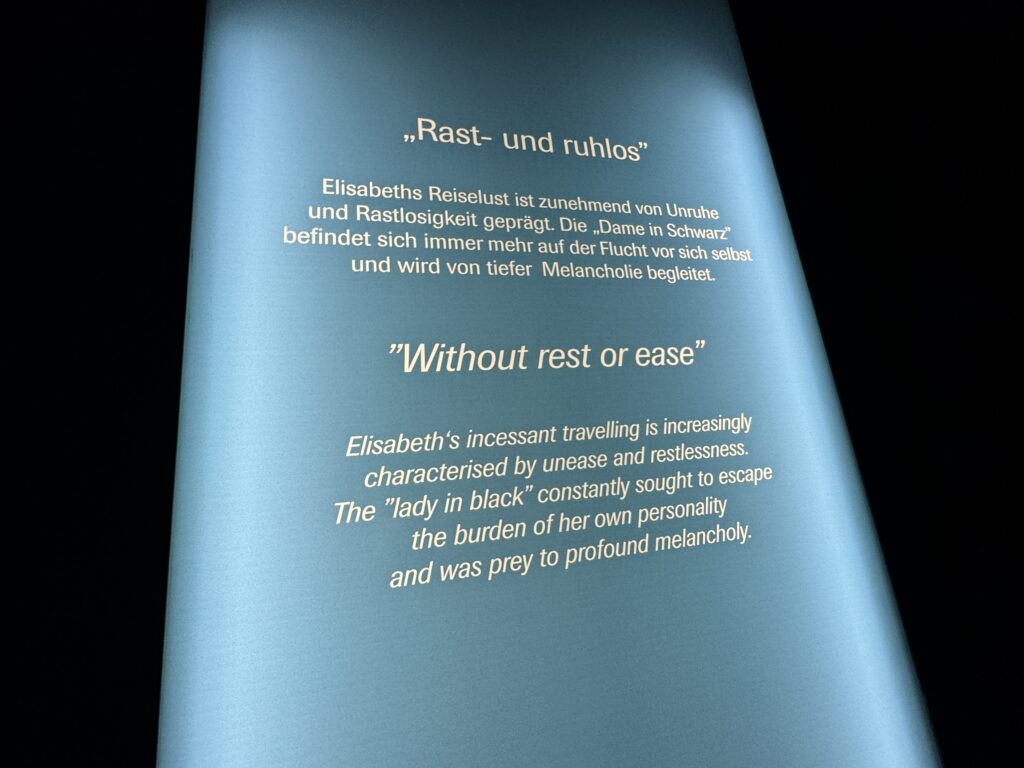 „Rast- und ruhlos”
Elisabeths Reiselust ist zunehmend von Unruhe
und Rastlosigkeit geprägt. Die „Dame in Schwarz”
befindet sich immer mehr auf der Flucht vor sich selbst
und wird von tiefer Melancholie begleitet.
”Without rest or ease”
Elisabeth‘s incessant travelling is increasingly
characterised by unease and restlessness.
The ”lady in black” constantly sought to escape
the burden of her own personality
and was prey to profound melancholy.